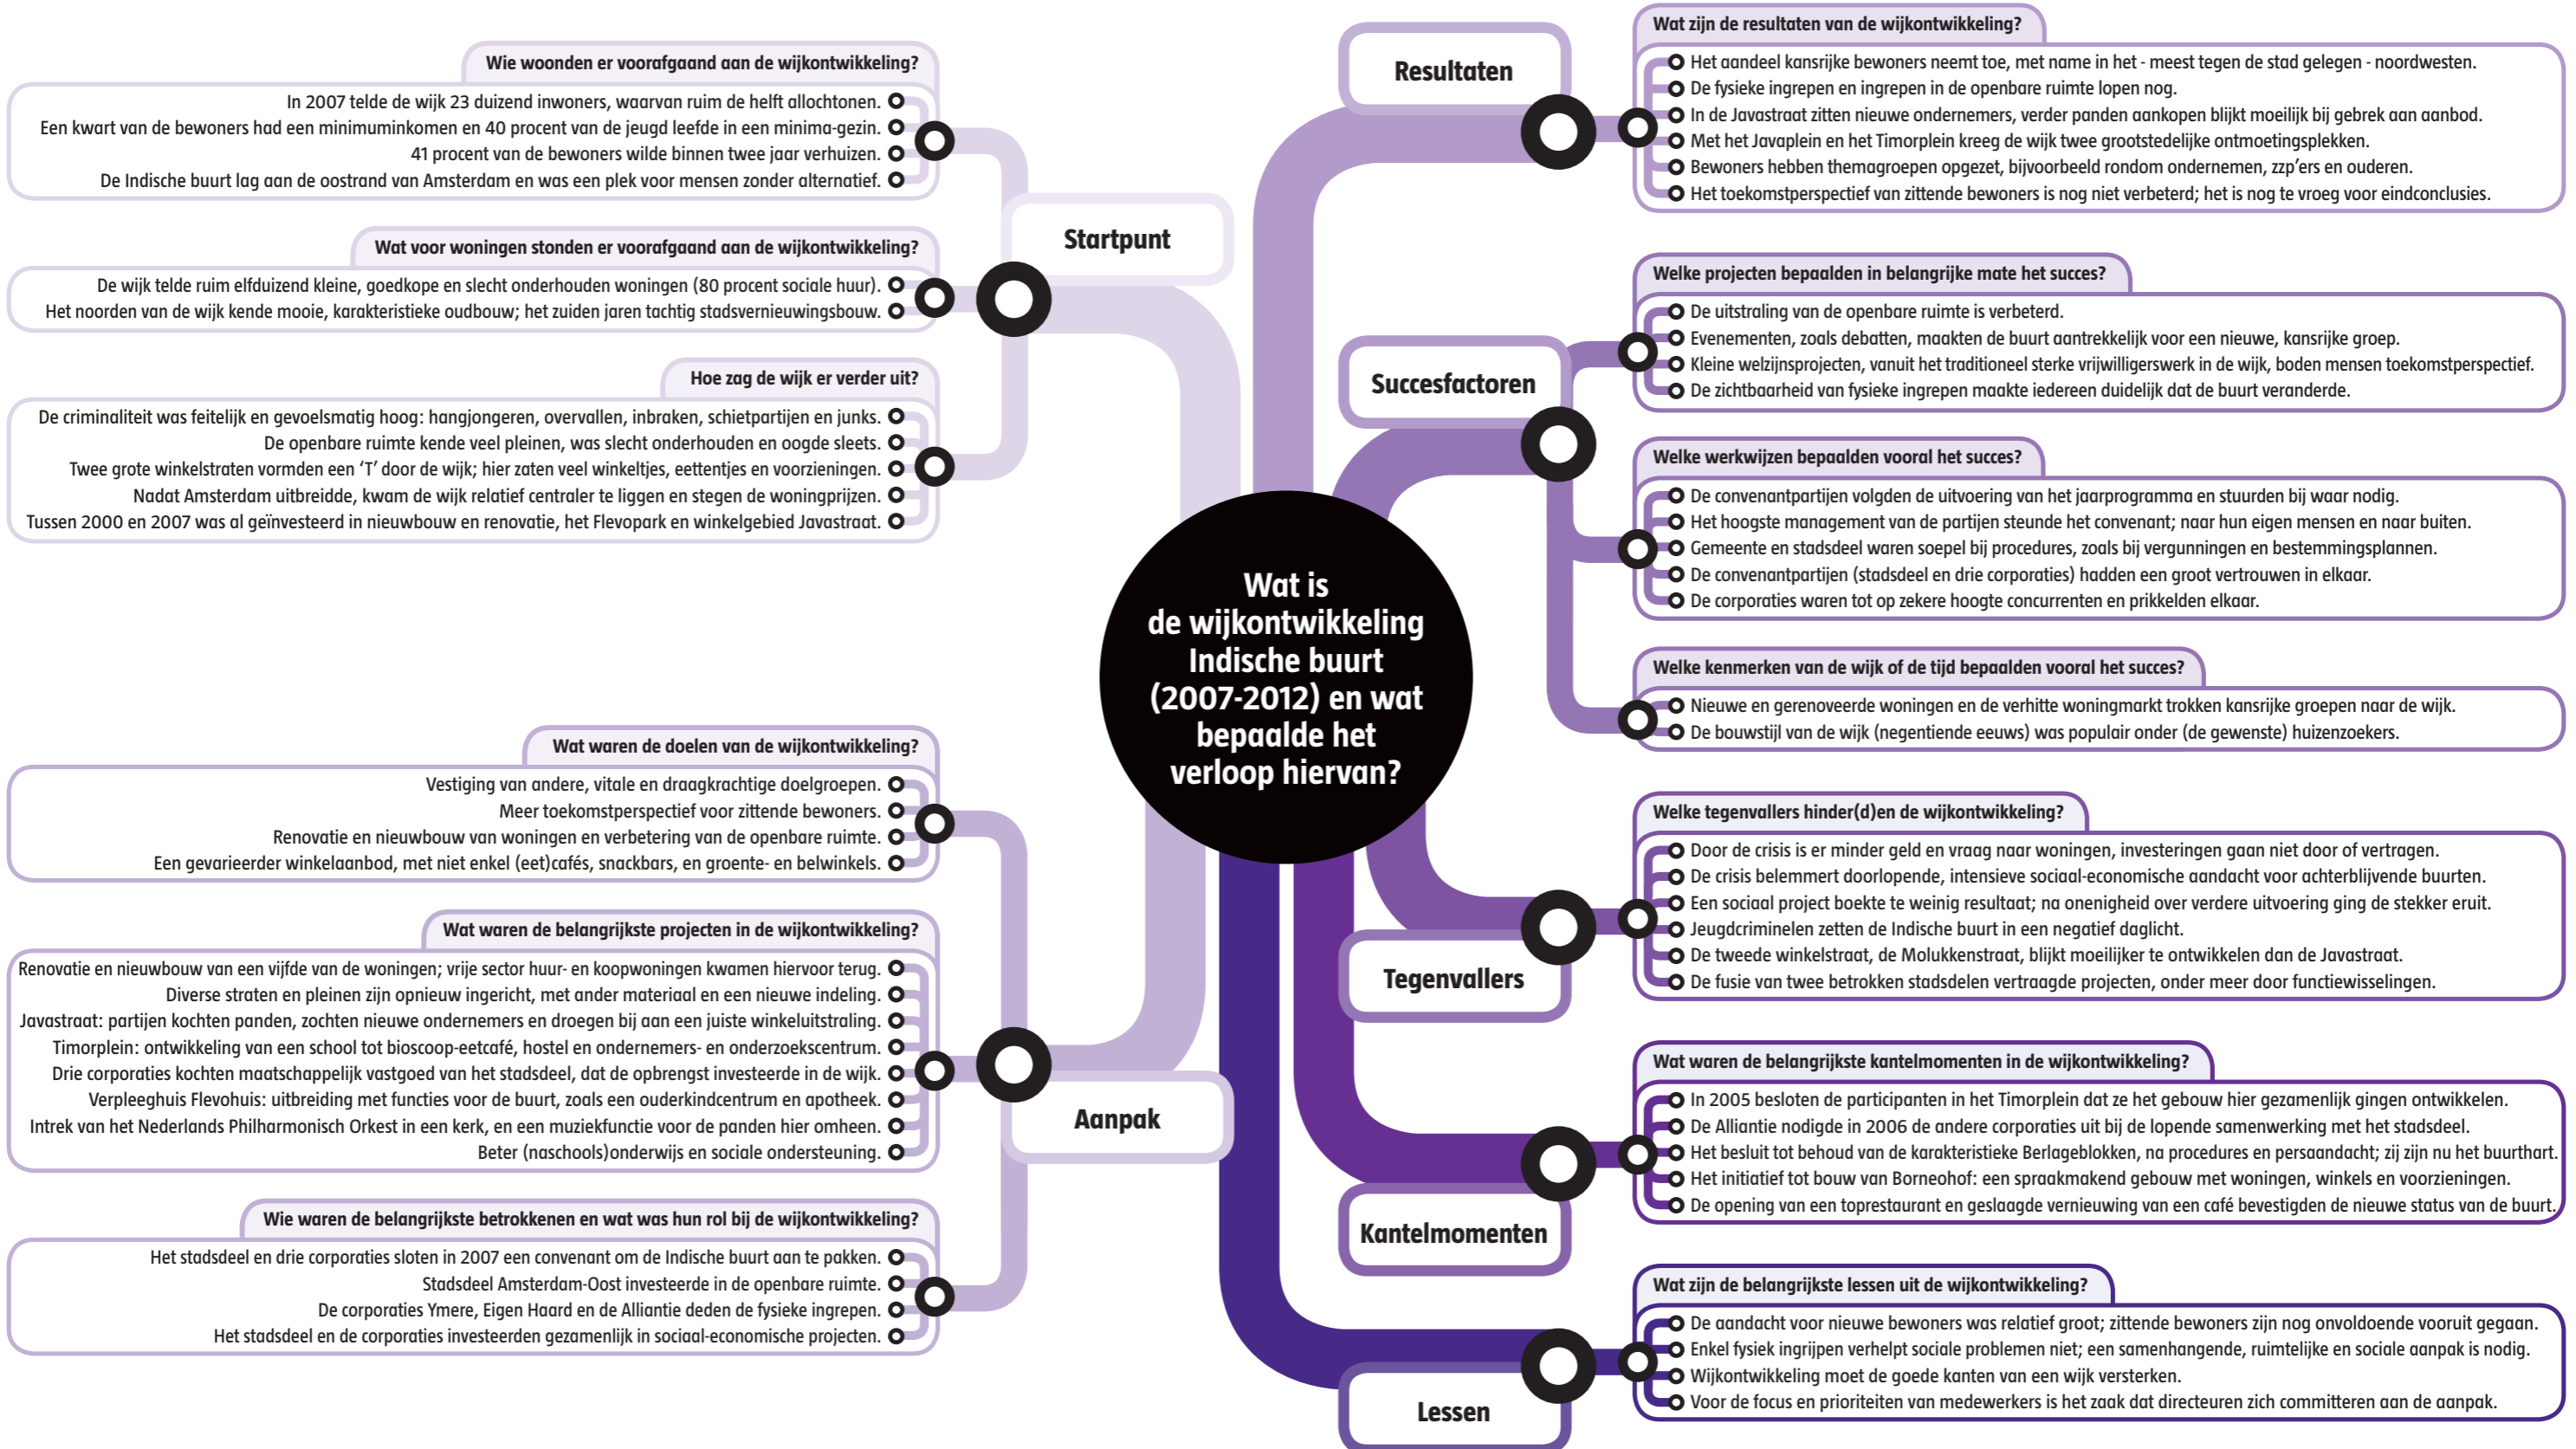 Wat is
de wijkontwikkeling
Indische buurt
(2007-2012) en wat
bepaalde het
verloop hiervan?
Startpunt
Wie woonden er voorafgaand aan de wijkontwikkeling?
In 2007 telde de wijk 23 duizend inwoners, waarvan ruim de helft allochtonen.
Een kwart van de bewoners had een minimuminkomen en 40 procent van de jeugd leefde in een minima-gezin.
41 procent van de bewoners wilde binnen twee jaar verhuizen.
De Indische buurt lag aan de oostrand van Amsterdam en was een plek voor mensen zonder alternatief.
Wat voor woningen stonden er voorafgaand aan de wijkontwikkeling?
De wijk telde ruim elfduizend kleine, goedkope en slecht onderhouden woningen (80 procent sociale huur).
Het noorden van de wijk kende mooie, karakteristieke oudbouw; het zuiden jaren tachtig stadsvernieuwingsbouw.
Hoe zag de wijk er verder uit?
De criminaliteit was feitelijk en gevoelsmatig hoog: hangjongeren, overvallen, inbraken, schietpartijen en junks.
De openbare ruimte kende veel pleinen, was slecht onderhouden en oogde sleets.
Twee grote winkelstraten vormden een ‘T’ door de wijk; hier zaten veel winkeltjes, eettentjes en voorzieningen.
Nadat Amsterdam uitbreidde, kwam de wijk relatief centraler te liggen en stegen de woningprijzen.
Tussen 2000 en 2007 was al geïnvesteerd in nieuwbouw en renovatie, het Flevopark en winkelgebied Javastraat.
Aanpak
Wat waren de doelen van de wijkontwikkeling?
Vestiging van andere, vitale en draagkrachtige doelgroepen.
Meer toekomstperspectief voor zittende bewoners.
Renovatie en nieuwbouw van woningen en verbetering van de openbare ruimte.
Een gevarieerder winkelaanbod, met niet enkel (eet)cafés, snackbars, en groente- en belwinkels.
Wat waren de belangrijkste projecten in de wijkontwikkeling?
Renovatie en nieuwbouw van een vijfde van de woningen; vrije sector huur- en koopwoningen kwamen hiervoor terug.
Diverse straten en pleinen zijn opnieuw ingericht, met ander materiaal en een nieuwe indeling.
Javastraat: partijen kochten panden, zochten nieuwe ondernemers en droegen bij aan een juiste winkeluitstraling.
Timorplein: ontwikkeling van een school tot bioscoop-eetcafé, hostel en ondernemers- en onderzoekscentrum.
Drie corporaties kochten maatschappelijk vastgoed van het stadsdeel, dat de opbrengst investeerde in de wijk.
Verpleeghuis Flevohuis: uitbreiding met functies voor de buurt, zoals een ouderkindcentrum en apotheek.
Intrek van het Nederlands Philharmonisch Orkest in een kerk, en een muziekfunctie voor de panden hier omheen.
Beter (naschools)onderwijs en sociale ondersteuning.
Wie waren de belangrijkste betrokkenen en wat was hun rol bij de wijkontwikkeling?
Het stadsdeel en drie corporaties sloten in 2007 een convenant om de Indische buurt aan te pakken.
Stadsdeel Amsterdam-Oost investeerde in de openbare ruimte.
De corporaties Ymere, Eigen Haard en de Alliantie deden de fysieke ingrepen.
Het stadsdeel en de corporaties investeerden gezamenlijk in sociaal-economische projecten.
Resultaten
Wat zijn de resultaten van de wijkontwikkeling?
Het aandeel kansrijke bewoners neemt toe, met name in het - meest tegen de stad gelegen - noordwesten.
De fysieke ingrepen en ingrepen in de openbare ruimte lopen nog.
In de Javastraat zitten nieuwe ondernemers, verder panden aankopen blijkt moeilijk bij gebrek aan aanbod.
Met het Javaplein en het Timorplein kreeg de wijk twee grootstedelijke ontmoetingsplekken.
Bewoners hebben themagroepen opgezet, bijvoorbeeld rondom ondernemen, zzp’ers en ouderen.
Het toekomstperspectief van zittende bewoners is nog niet verbeterd; het is nog te vroeg voor eindconclusies.
Succesfactoren
Welke projecten bepaalden in belangrijke mate het succes?
De uitstraling van de openbare ruimte is verbeterd.
Evenementen, zoals debatten, maakten de buurt aantrekkelijk voor een nieuwe, kansrijke groep.
Kleine welzijnsprojecten, vanuit het traditioneel sterke vrijwilligerswerk in de wijk, boden mensen toekomstperspectief.
De zichtbaarheid van fysieke ingrepen maakte iedereen duidelijk dat de buurt veranderde.
Welke werkwijzen bepaalden vooral het succes?
De convenantpartijen volgden de uitvoering van het jaarprogramma en stuurden bij waar nodig.
Het hoogste management van de partijen steunde het convenant; naar hun eigen mensen en naar buiten.
Gemeente en stadsdeel waren soepel bij procedures, zoals bij vergunningen en bestemmingsplannen.
De convenantpartijen (stadsdeel en drie corporaties) hadden een groot vertrouwen in elkaar.
De corporaties waren tot op zekere hoogte concurrenten en prikkelden elkaar.
Welke kenmerken van de wijk of de tijd bepaalden vooral het succes?
Nieuwe en gerenoveerde woningen en de verhitte woningmarkt trokken kansrijke groepen naar de wijk.
De bouwstijl van de wijk (negentiende eeuws) was populair onder (de gewenste) huizenzoekers.
Tegenvallers
Welke tegenvallers hinder(d)en de wijkontwikkeling?
Door de crisis is er minder geld en vraag naar woningen, investeringen gaan niet door of vertragen.
De crisis belemmert doorlopende, intensieve sociaal-economische aandacht voor achterblijvende buurten.
Een sociaal project boekte te weinig resultaat; na onenigheid over verdere uitvoering ging de stekker eruit.
Jeugdcriminelen zetten de Indische buurt in een negatief daglicht.
De tweede winkelstraat, de Molukkenstraat, blijkt moeilijker te ontwikkelen dan de Javastraat.
De fusie van twee betrokken stadsdelen vertraagde projecten, onder meer door functiewisselingen.
Kantelmomenten
Wat waren de belangrijkste kantelmomenten in de wijkontwikkeling?
In 2005 besloten de participanten in het Timorplein dat ze het gebouw hier gezamenlijk gingen ontwikkelen.
De Alliantie nodigde in 2006 de andere corporaties uit bij de lopende samenwerking met het stadsdeel.
Het besluit tot behoud van de karakteristieke Berlageblokken, na procedures en persaandacht; zij zijn nu het buurthart.
Het initiatief tot bouw van Borneohof: een spraakmakend gebouw met woningen, winkels en voorzieningen.
De opening van een toprestaurant en geslaagde vernieuwing van een café bevestigden de nieuwe status van de buurt.
Lessen
Wat zijn de belangrijkste lessen uit de wijkontwikkeling?
De aandacht voor nieuwe bewoners was relatief groot; zittende bewoners zijn nog onvoldoende vooruit gegaan.
Enkel fysiek ingrijpen verhelpt sociale problemen niet; een samenhangende, ruimtelijke en sociale aanpak is nodig.
Wijkontwikkeling moet de goede kanten van een wijk versterken.
Voor de focus en prioriteiten van medewerkers is het zaak dat directeuren zich committeren aan de aanpak.